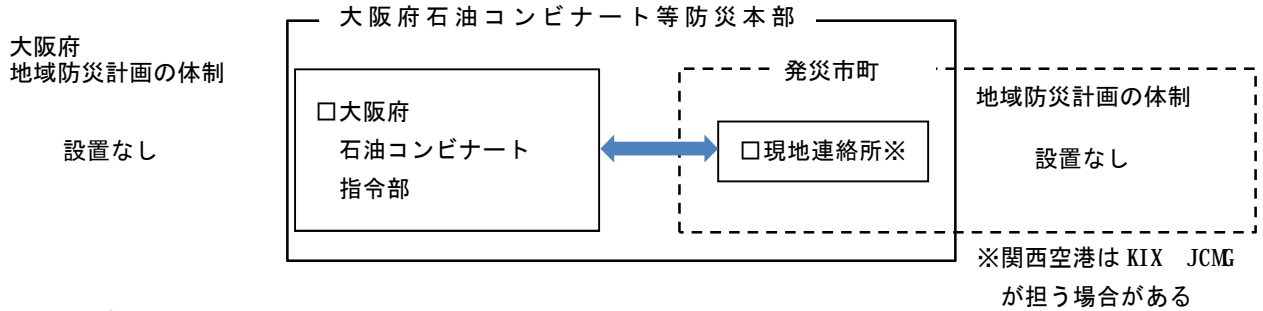 大阪府石油コンビナート等防災本部
大阪府
地域防災計画の体制
設置なし
□大阪府
石油コンビナート
指令部
発災市町
□現地連絡所※
地域防災計画の体制
設置なし
※関西空港は KIX JCMG
が担う場合がある